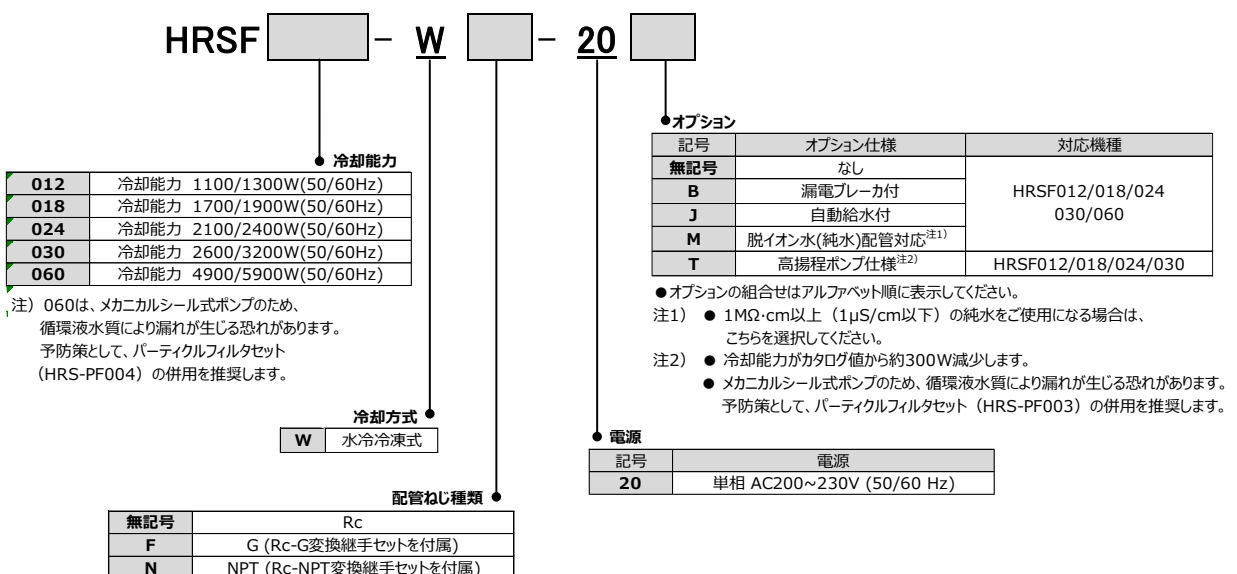 HRSF - W - 20
●オプション
記号 オプション仕様 対応機種
無記号 なし
B 漏電ブレーカ付 HRSF012/018/024
J 自動給水付 030/060
M 脱イオン水(純水)配管対応注1)
T 高揚程ポンプ仕様注2) HRSF012/018/024/030
●オプションの組合せはアルファベット順に表示してください。
注1) ● 1MΩ·cm以上（1μS/cm以下）の純水をご使用になる場合は、
こちらを選択してください。
注2) ● 冷却能力がカタログ値から約300W減少します。
● メカニカルシール式ポンプのため、循環液水質により漏れが生じる恐れがあります。
予防策として、パーティクルフィルタセット（HRS-PF003）の併用を推奨します。
● 冷却能力
012 冷却能力 1100/1300W(50/60Hz)
018 冷却能力 1700/1900W(50/60Hz)
024 冷却能力 2100/2400W(50/60Hz)
030 冷却能力 2600/3200W(50/60Hz)
060 冷却能力 4900/5900W(50/60Hz)
注）060は、メカニカルシール式ポンプのため、
循環液水質により漏れが生じる恐れがあります。
予防策として、パーティクルフィルタセット
（HRS-PF004）の併用を推奨します。
冷却方式 ●
W 水冷冷凍式
● 電源
記号 電源
20 単相 AC200~230V (50/60 Hz)
配管ねじ種類 ●
無記号 Rc
F G (Rc-G変換継手セットを付属)
N NPT (Rc-NPT変換継手セットを付属)